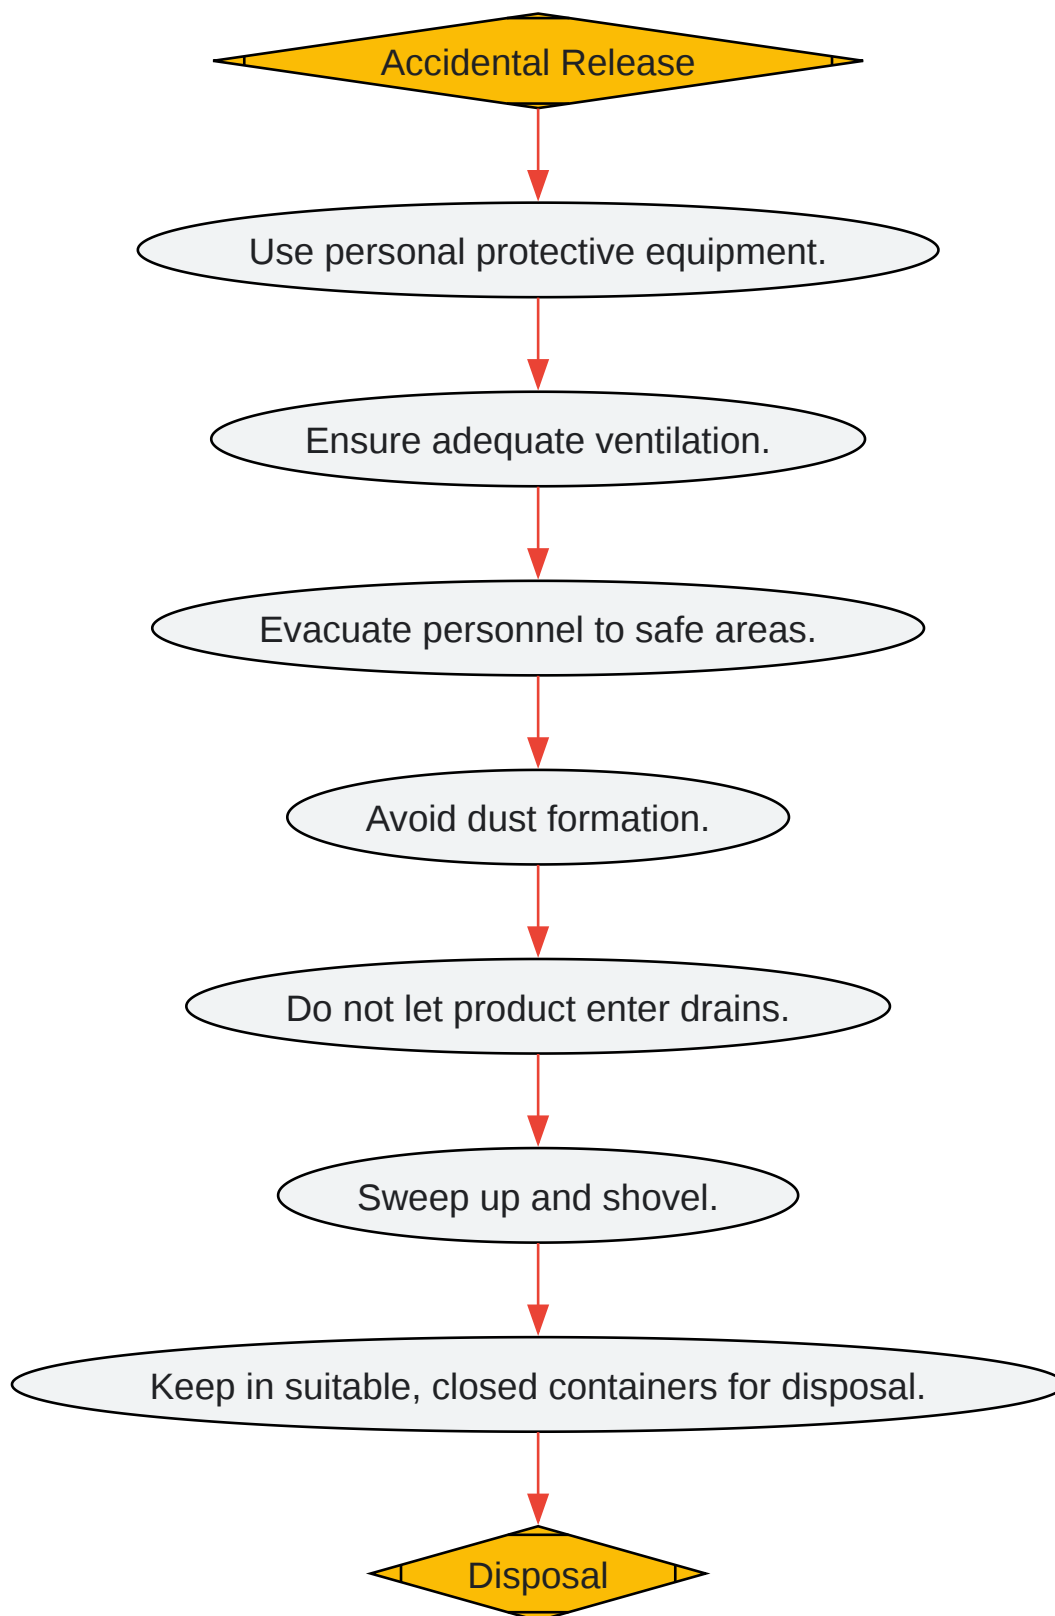 Accidental Release
Use personal protective equipment.
Ensure adequate ventilation.
Evacuate personnel to safe areas.
Avoid dust formation.
Do not let product enter drains.
Sweep up and shovel.
Keep in suitable, closed containers for disposal.
Disposal